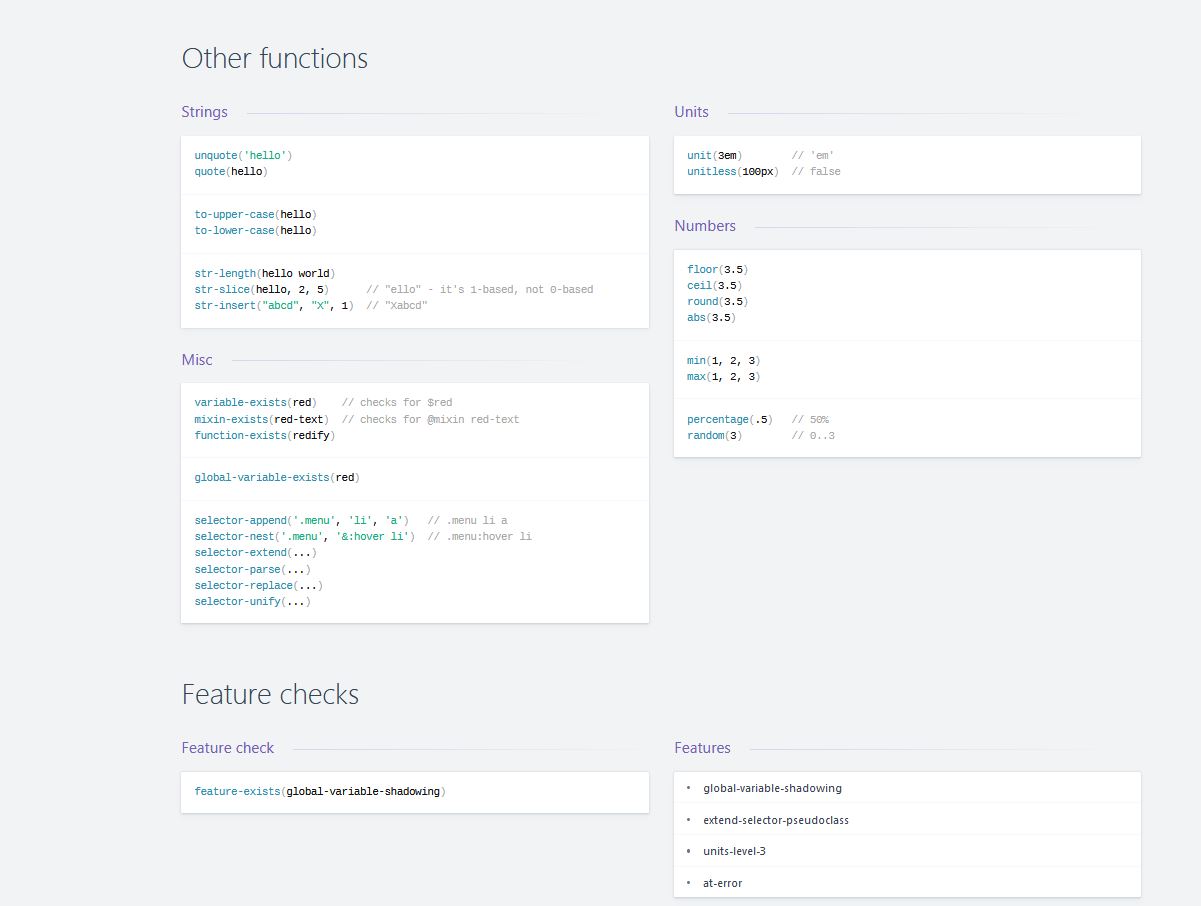 Other functions
Strings
unquote('hello')
quote(hello)
to-upper-case(hello)
to-lower-case(hello)
str-length(hello world)
str-slice(hello, 2, 5)      // "ello" - it's 1-based, not 0-based
str-insert("abcd", "X", 1)  // "Xabcd"
Misc
variable-exists(red)    // checks for $red
mixin-exists(red-text)  // checks for @mixin red-text
function-exists(redify)
global-variable-exists(red)
selector-append('.menu', 'li', 'a')   // .menu li a
selector-nest('.menu', '&:hover li')  // .menu:hover li
selector-extend(...)
selector-parse(...)
selector-replace(...)
selector-unify(...)
Units
unit(3em)        // 'em'
unitless(100px)  // false
Numbers
floor(3.5)
ceil(3.5)
round(3.5)
abs(3.5)
min(1, 2, 3)
max(1, 2, 3)
percentage(.5)   // 50%
random(3)        // 0..3
Feature checks
Feature check
feature-exists(global-variable-shadowing)
Features
• global-variable-shadowing
• extend-selector-pseudoclass
• units-level-3
• at-error